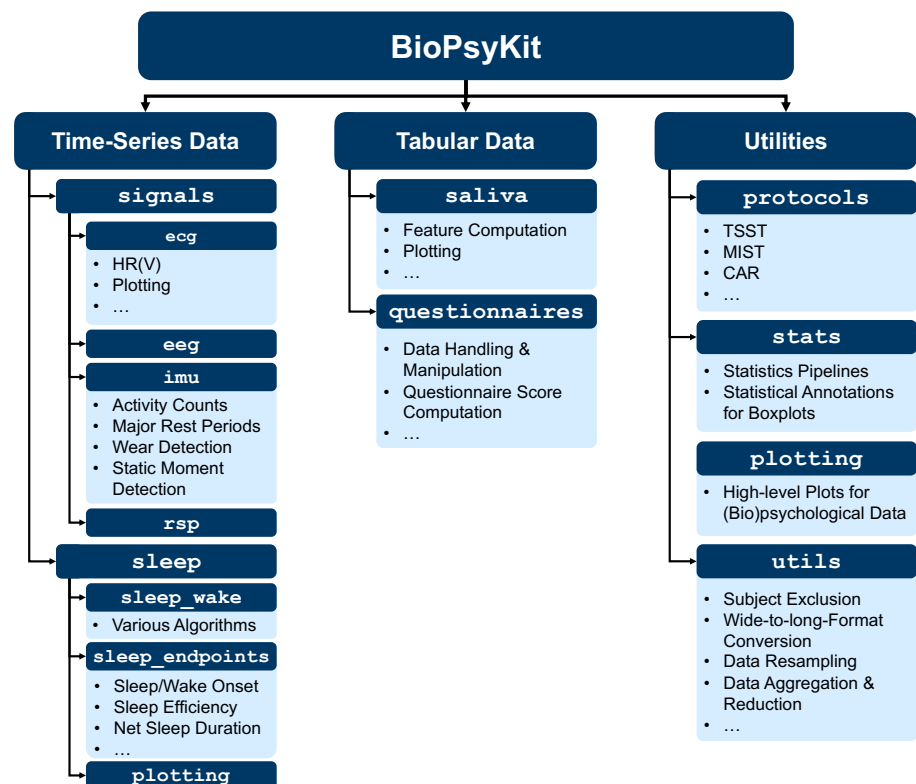 BioPsyKit
Time-Series Data
signals
ecg
• HR(V)
• Plotting
• …
eeg
imu
• Activity Counts
• Major Rest Periods
• Wear Detection
• Static Moment
Detection
rsp
sleep
sleep_wake
• Various Algorithms
sleep_endpoints
• Sleep/Wake Onset
• Sleep Efficiency
• Net Sleep Duration
• …
plotting
Tabular Data
saliva
• Feature Computation
• Plotting
• …
questionnaires
• Data Handling &
Manipulation
• Questionnaire Score
Computation
• …
Utilities
protocols
• TSST
• MIST
• CAR
• …
stats
• Statistics Pipelines
• Statistical Annotations
for Boxplots
plotting
• High-level Plots for
(Bio)psychological Data
utils
• Subject Exclusion
• Wide-to-long-Format
Conversion
• Data Resampling
• Data Aggregation &
Reduction
• …